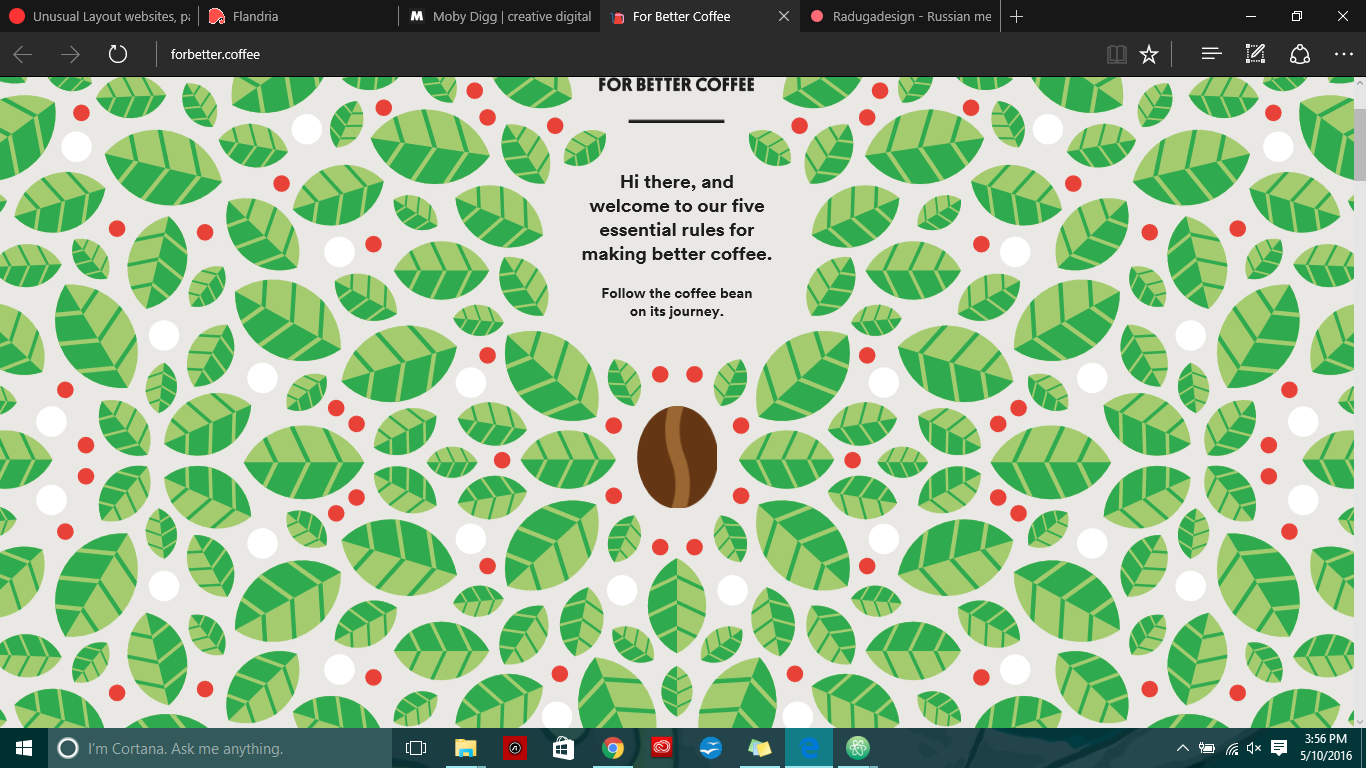 Unusual Layout websites, pa
Flandria
M
Moby Digg | creative digital
For Better Coffee
Radugadesign - Russian me
forbetter.coffee
FOR BETTER COFFEE
Hi there, and
welcome to our five
essential rules for
making better coffee.
Follow the coffee bean
on its journey.
I'm Cortana. Ask me anything.
3:56 PM
5/10/2016